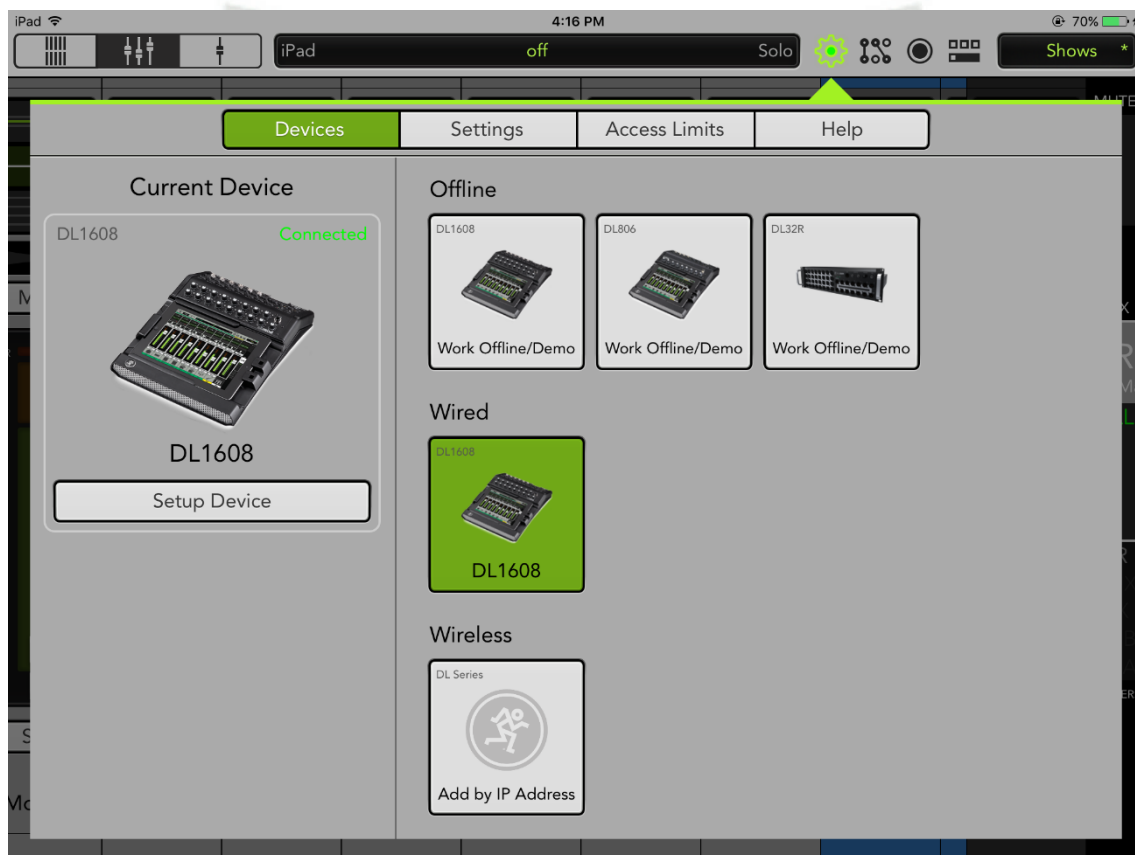 iPad 4:16 PM 70%
iPad off Solo Shows *
MUTE
Devices Settings Access Limits Help
Current Device
DL1608 Connected
DL1608
Setup Device
Offline
DL1608 DL806 DL32R
Work Offline/Demo Work Offline/Demo Work Offline/Demo
Wired
DL1608
DL1608
Wireless
DL Series
Add by IP Address